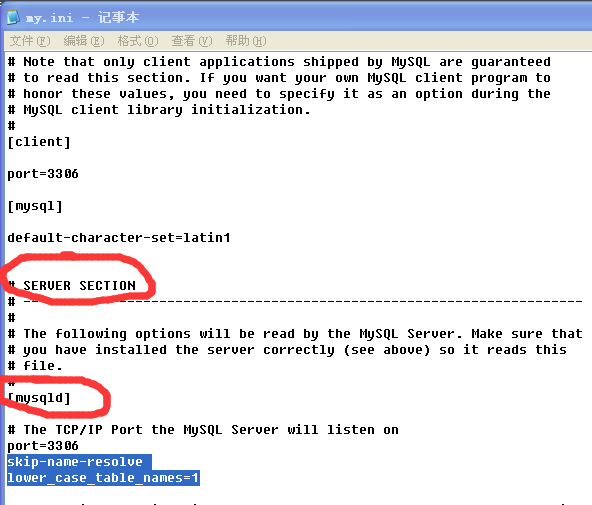 my.ini - 记事本
文件(F) 编辑(E) 格式(O) 查看(V) 帮助(H)
# Note that only client applications shipped by MySQL are guaranteed
# to read this section. If you want your own MySQL client program to
# honor these values, you need to specify it as an option during the
# MySQL client library initialization.
#
[client]
port=3306
[mysql]
default-character-set=latin1
# SERVER SECTION
# ----------------------------------------------------------------------
#
# The following options will be read by the MySQL Server. Make sure that
# you have installed the server correctly (see above) so it reads this
# file.
#
[mysqld]
# The TCP/IP Port the MySQL Server will listen on
port=3306
skip-name-resolve
lower_case_table_names=1